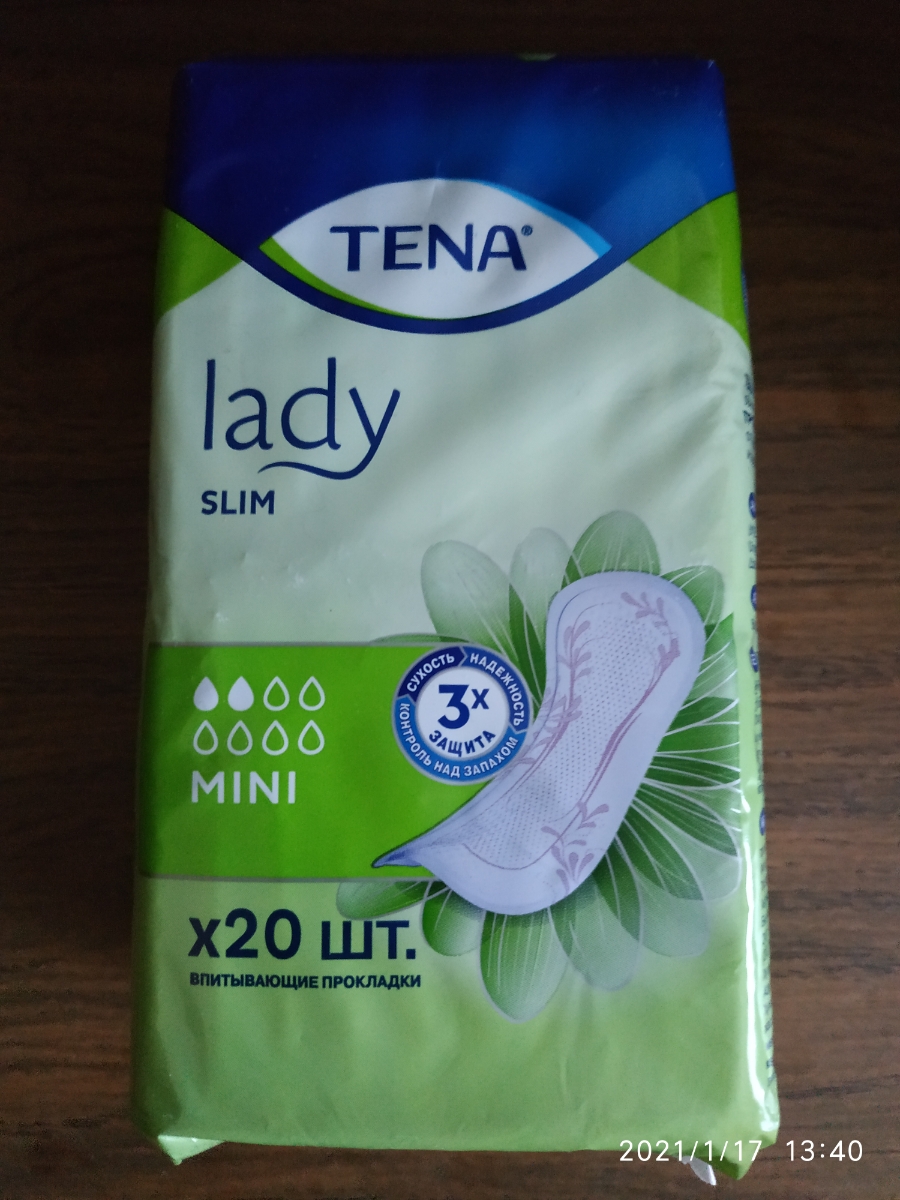 TENA®
lady
SLIM
СУХОСТЬ
НАДЕЖНОСТЬ
КОНТРОЛЬ НАД ЗАПАХОМ
3X
ЗАЩИТА
MINI
x20 ШТ.
ВПИТЫВАЮЩИЕ ПРОКЛАДКИ
2021/1/17 13:40